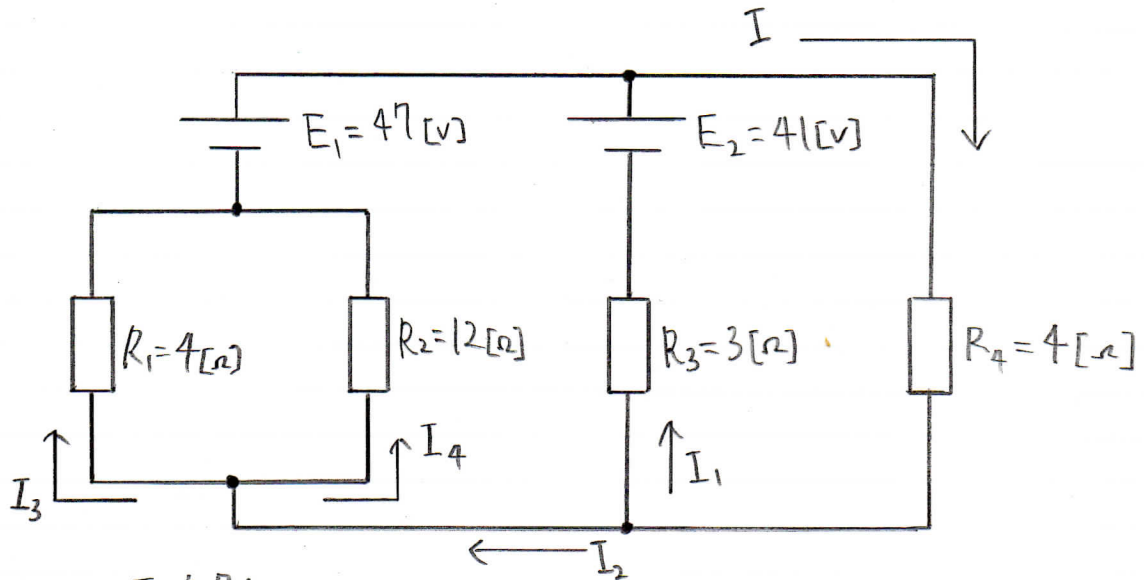 I
E₁=47[V]
E₂=41[V]
R₁=4[Ω]
R₂=12[Ω]
R₃=3[Ω]
R₄=4[Ω]
I₃
I₄
I₁
I₂